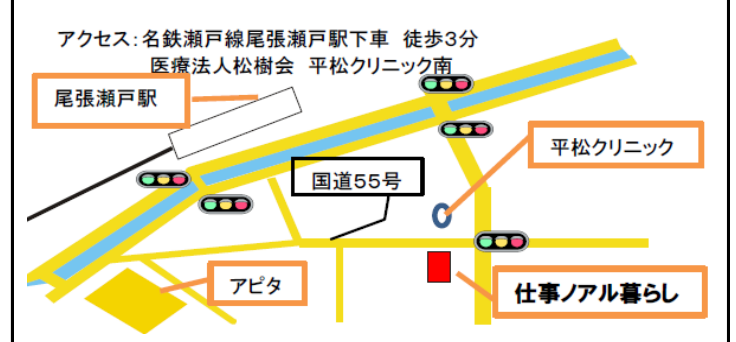 アクセス：名鉄瀬戸線尾張瀬戸駅下車　徒歩３分
医療法人松樹会　平松クリニック南
尾張瀬戸駅
平松クリニック
国道５５号
アピタ
仕事ノアル暮らし